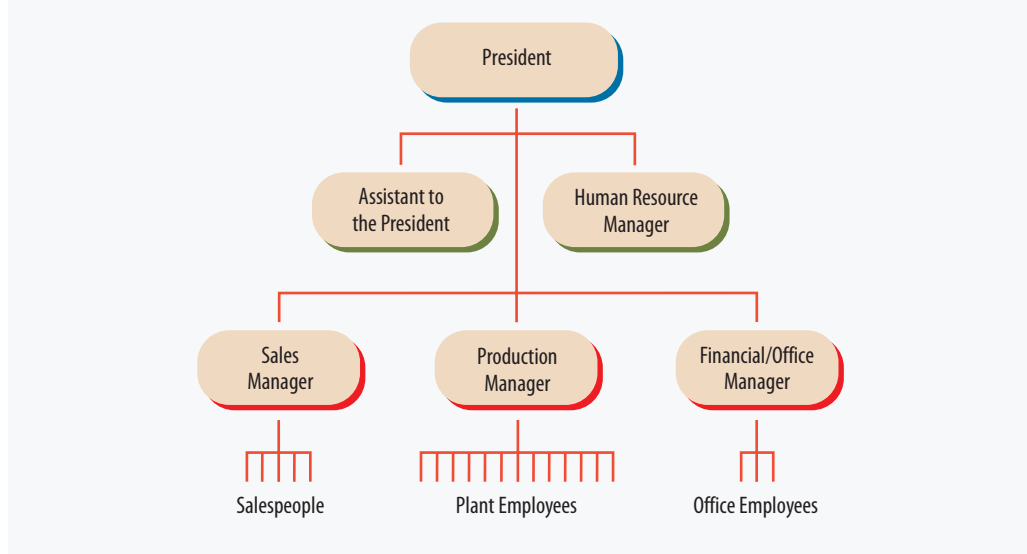 President
Assistant to
the President
Human Resource
Manager
Sales
Manager
Production
Manager
Financial/Office
Manager
Salespeople
Plant Employees
Office Employees